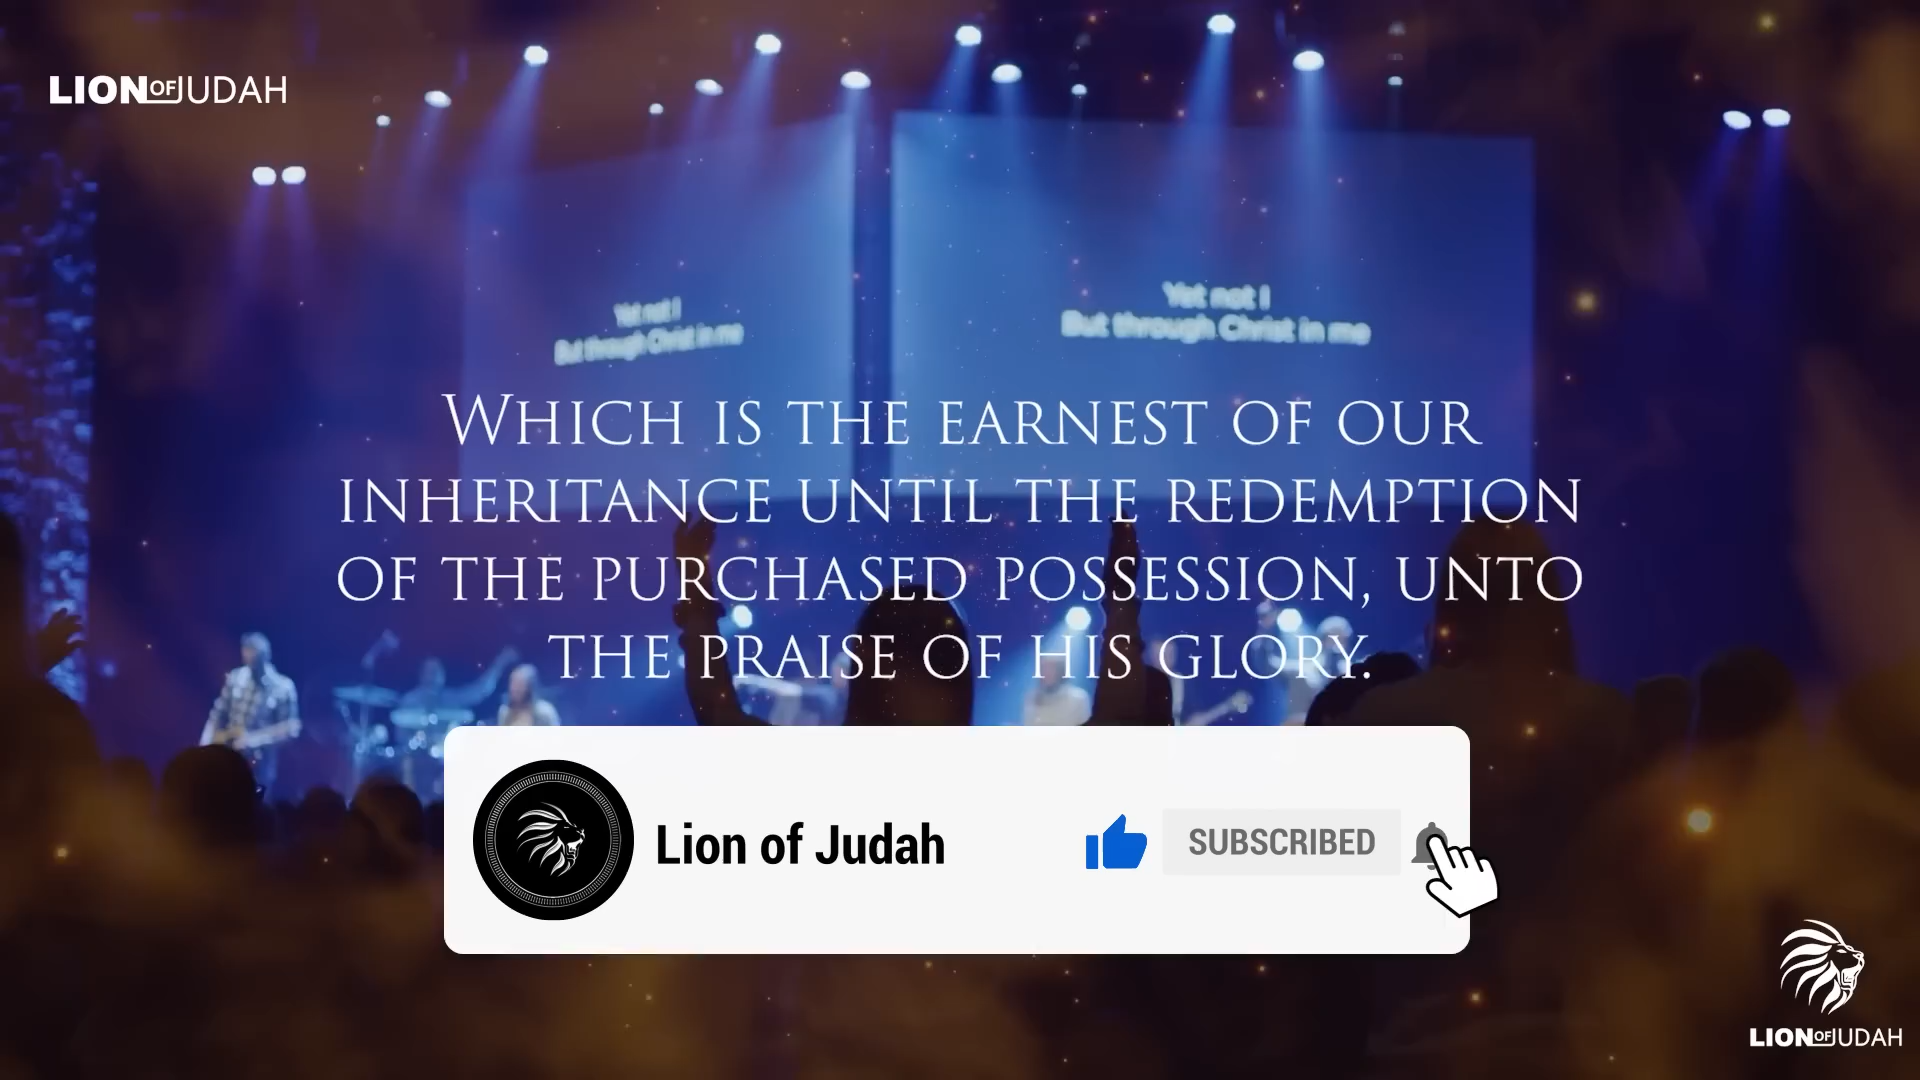 LION OF JUDAH
Yet not I
But through Christ in me
Yet not I
But through Christ in me
WHICH IS THE EARNEST OF OUR
INHERITANCE UNTIL THE REDEMPTION
OF THE PURCHASED POSSESSION, UNTO
THE PRAISE OF HIS GLORY.
Lion of Judah
SUBSCRIBED
LION OF JUDAH